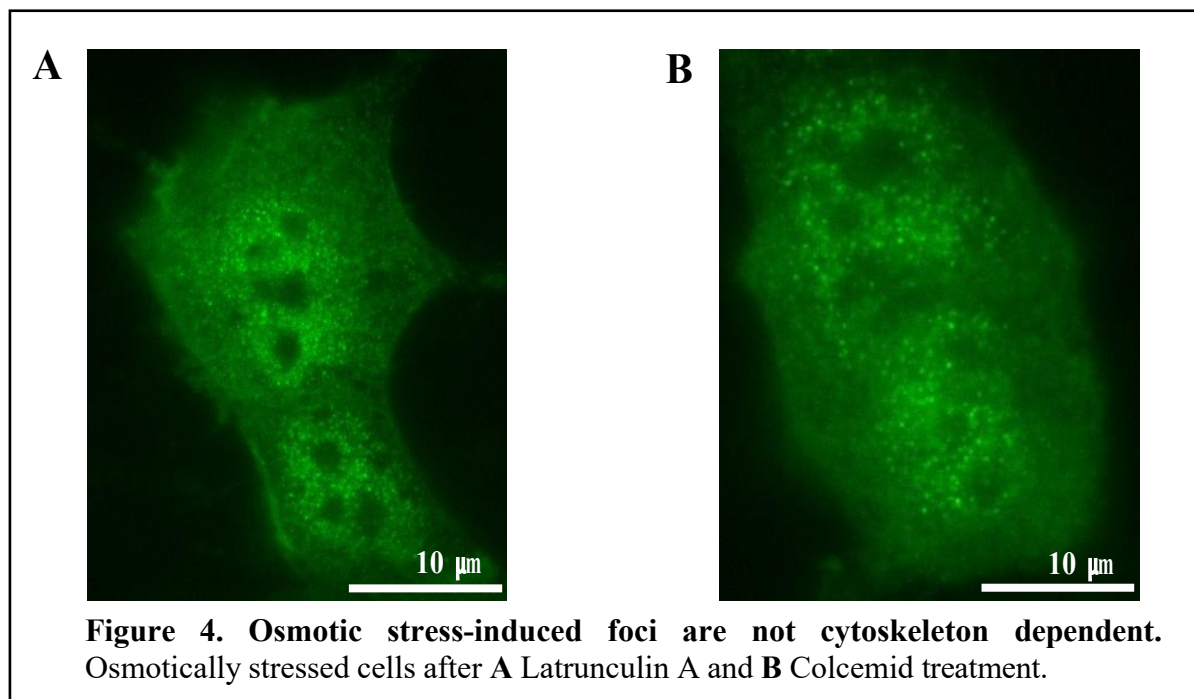 A
B
10 μm
10 μm
Figure 4. Osmotic stress-induced foci are not cytoskeleton dependent.
Osmotically stressed cells after A Latrunculin A and B Colcemid treatment.